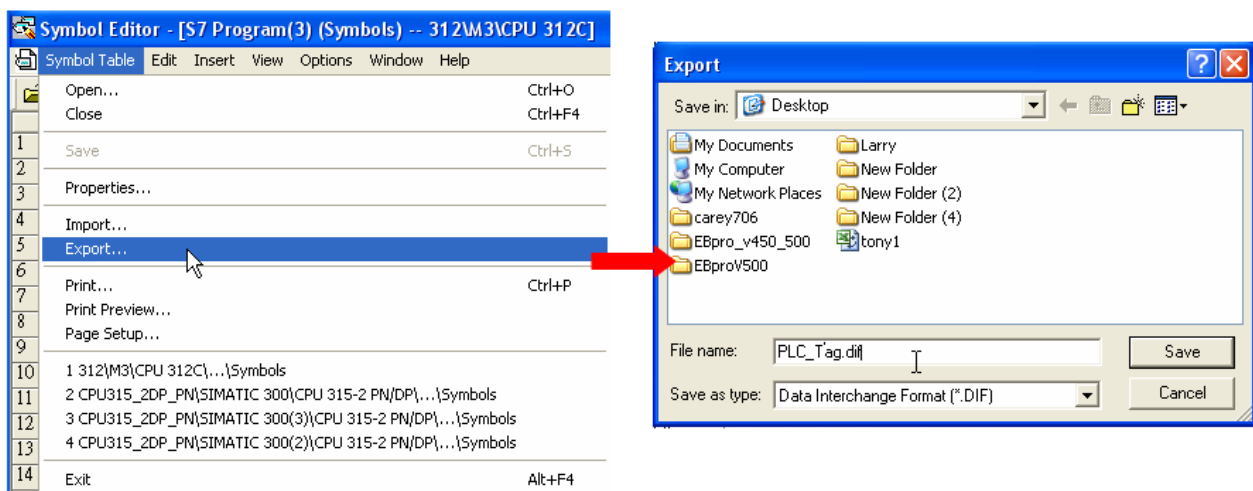 Symbol Editor - [S7 Program(3) (Symbols) -- 312\M3\CPU 312C]
Symbol Table Edit Insert View Options Window Help
Open... Ctrl+O
Close Ctrl+F4
Save Ctrl+S
Properties...
Import...
Export...
Print... Ctrl+P
Print Preview...
Page Setup...
1 312\M3\CPU 312C\...\Symbols
2 CPU315_2DP_PN\SIMATIC 300\CPU 315-2 PN/DP\...\Symbols
3 CPU315_2DP_PN\SIMATIC 300(3)\CPU 315-2 PN/DP\...\Symbols
4 CPU315_2DP_PN\SIMATIC 300(2)\CPU 315-2 PN/DP\...\Symbols
Exit Alt+F4
1
2
3
4
5
6
7
8
9
10
11
12
13
14
Export
Save in: Desktop
My Documents
My Computer
My Network Places
carey706
EBpro_v450_500
EBproV500
Larry
New Folder
New Folder (2)
New Folder (4)
tony1
File name: PLC_Tag.dif
Save
Save as type: Data Interchange Format (*.DIF)
Cancel